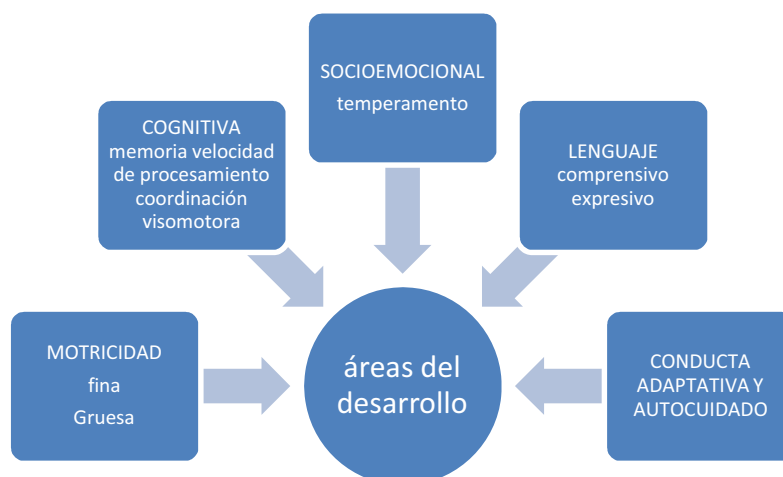 SOCIOEMOCIONAL
temperamento
COGNITIVA
memoria velocidad
de procesamiento
coordinación
visomotora
LENGUAJE
comprensivo
expresivo
MOTRICIDAD
fina
Gruesa
áreas del
desarrollo
CONDUCTA
ADAPTATIVA Y
AUTOCUIDADO